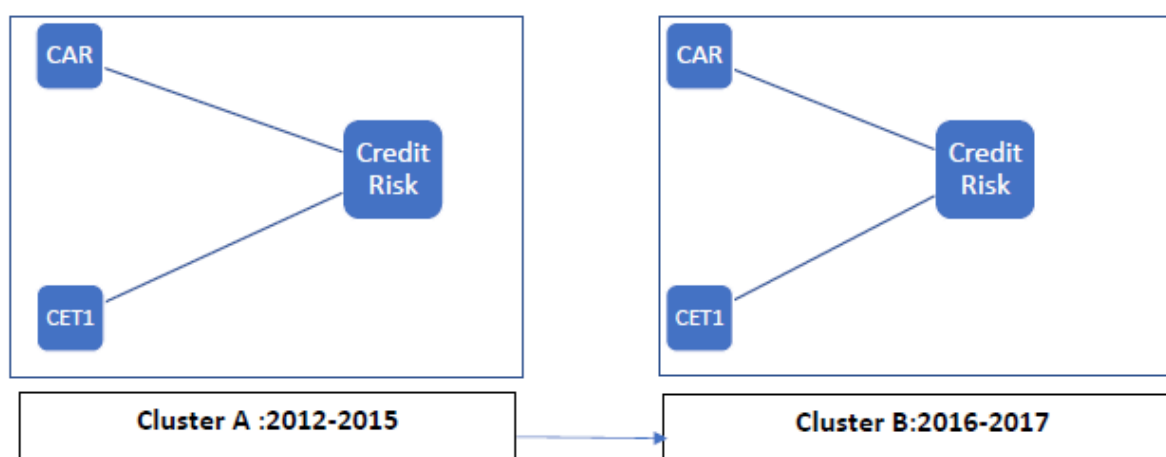 CAR
Credit
Risk
CET1
Cluster A :2012-2015
CAR
Credit
Risk
CET1
Cluster B:2016-2017